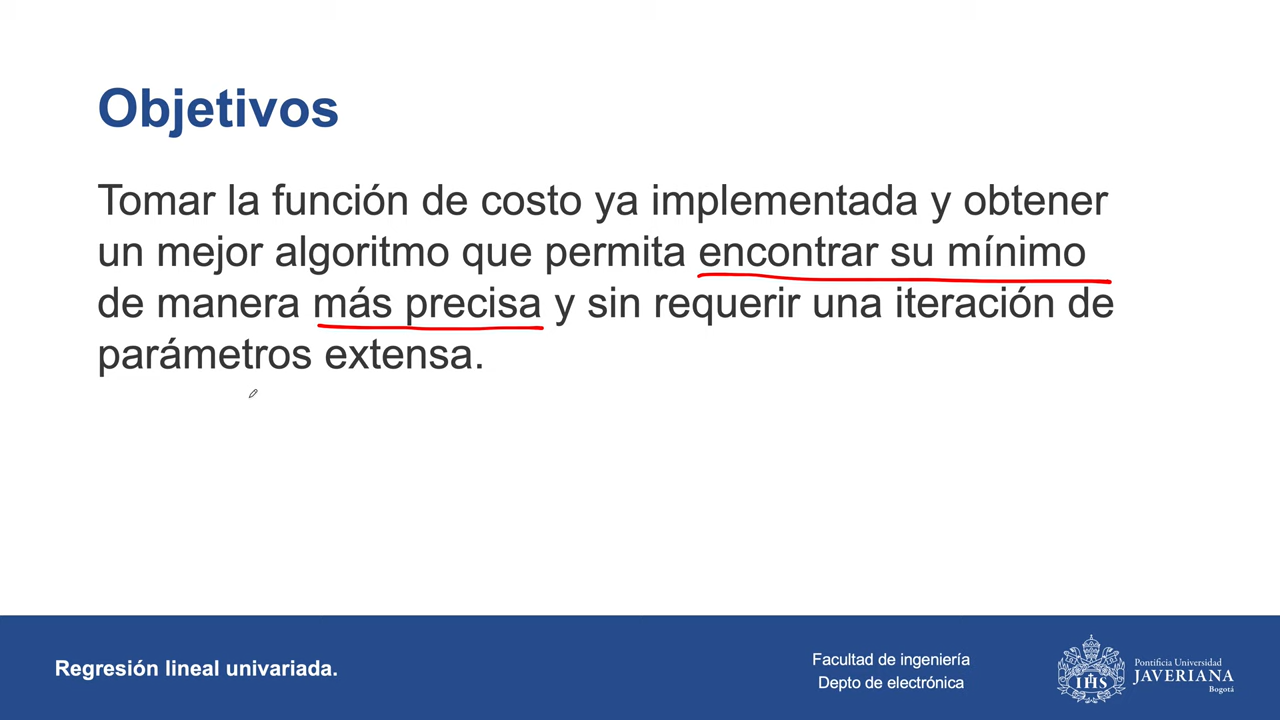 Objetivos
Tomar la función de costo ya implementada y obtener
un mejor algoritmo que permita encontrar su mínimo
de manera más precisa y sin requerir una iteración de
parámetros extensa.
Regresión lineal univariada.
Facultad de ingeniería
Depto de electrónica
IHS
Pontificia Universidad
JAVERIANA
Bogotá